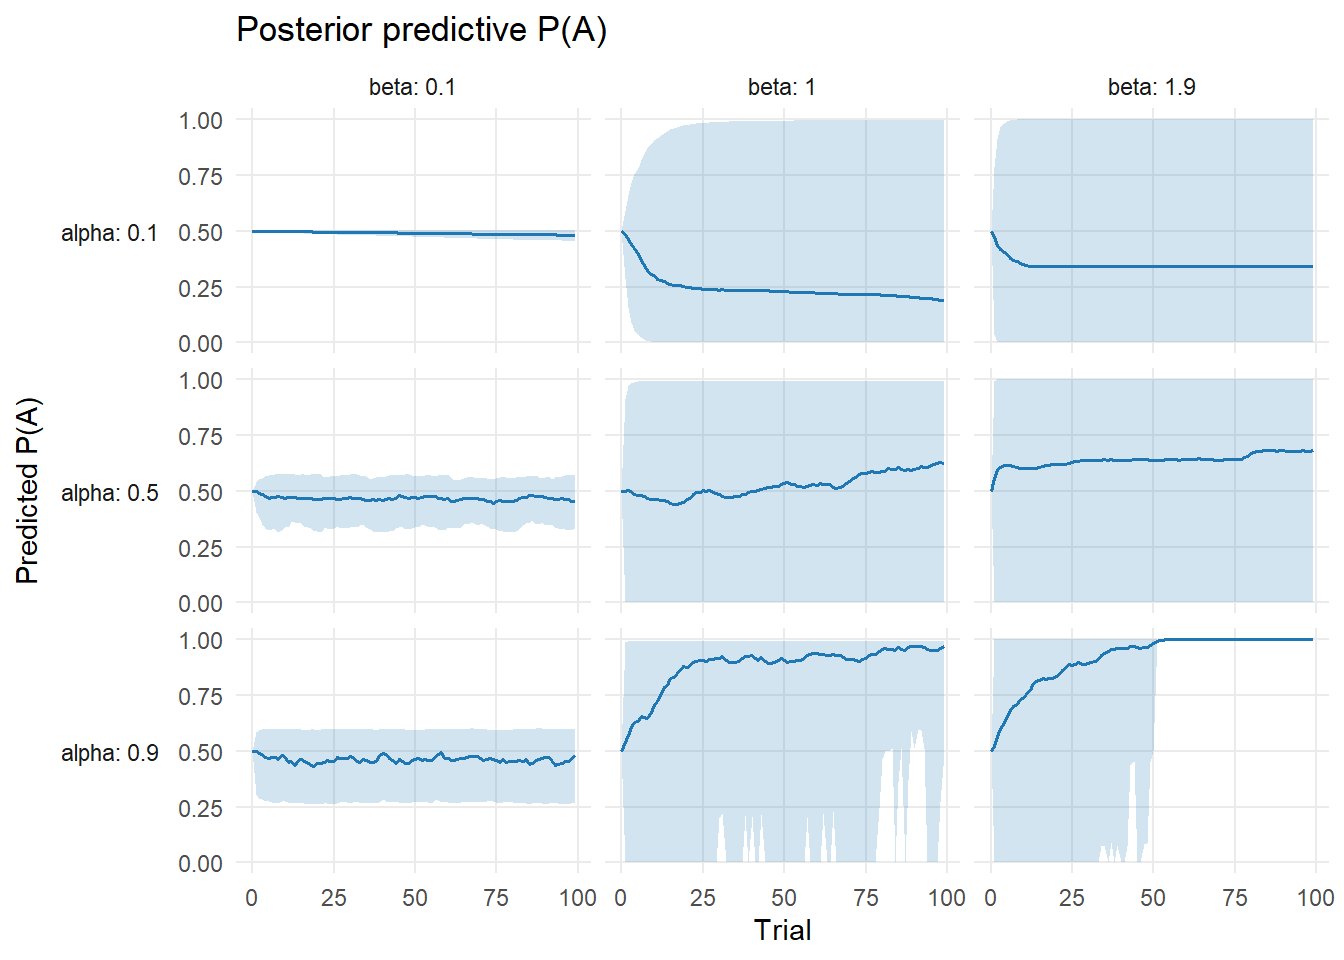 Posterior predictive P(A)
beta: 0.1 beta: 1 beta: 1.9
1.00
0.75
alpha: 0.1 0.50
0.25
0.00
1.00
0.75
alpha: 0.5 0.50
0.25
0.00
Predicted P(A)
1.00
0.75
alpha: 0.9 0.50
0.25
0.00
0 25 50 75 100 0 25 50 75 100 0 25 50 75 100
Trial